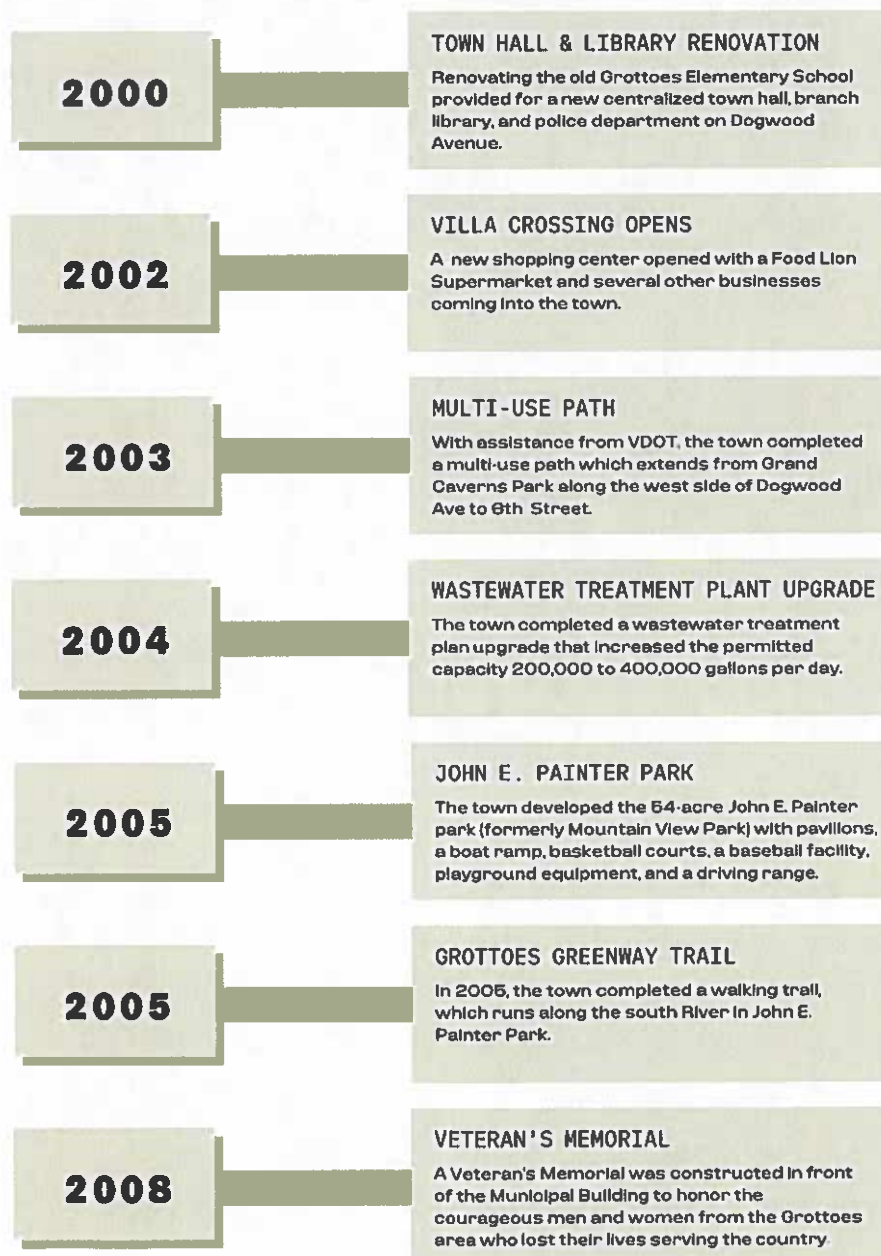 2000
TOWN HALL & LIBRARY RENOVATION
Renovating the old Grottoes Elementary School
provided for a new centralized town hall, branch
library, and police department on Dogwood
Avenue.
2002
VILLA CROSSING OPENS
A new shopping center opened with a Food Lion
Supermarket and several other businesses
coming into the town.
2003
MULTI-USE PATH
With assistance from VDOT, the town completed
a multi-use path which extends from Grand
Caverns Park along the west side of Dogwood
Ave to 6th Street.
2004
WASTEWATER TREATMENT PLANT UPGRADE
The town completed a wastewater treatment
plan upgrade that increased the permitted
capacity 200,000 to 400,000 gallons per day.
2005
JOHN E. PAINTER PARK
The town developed the 54-acre John E. Painter
park (formerly Mountain View Park) with pavilions,
a boat ramp, basketball courts, a baseball facility,
playground equipment, and a driving range.
2005
GROTTOES GREENWAY TRAIL
In 2005, the town completed a walking trail,
which runs along the south River in John E.
Painter Park.
2008
VETERAN'S MEMORIAL
A Veteran's Memorial was constructed in front
of the Municipal Building to honor the
courageous men and women from the Grottoes
area who lost their lives serving the country